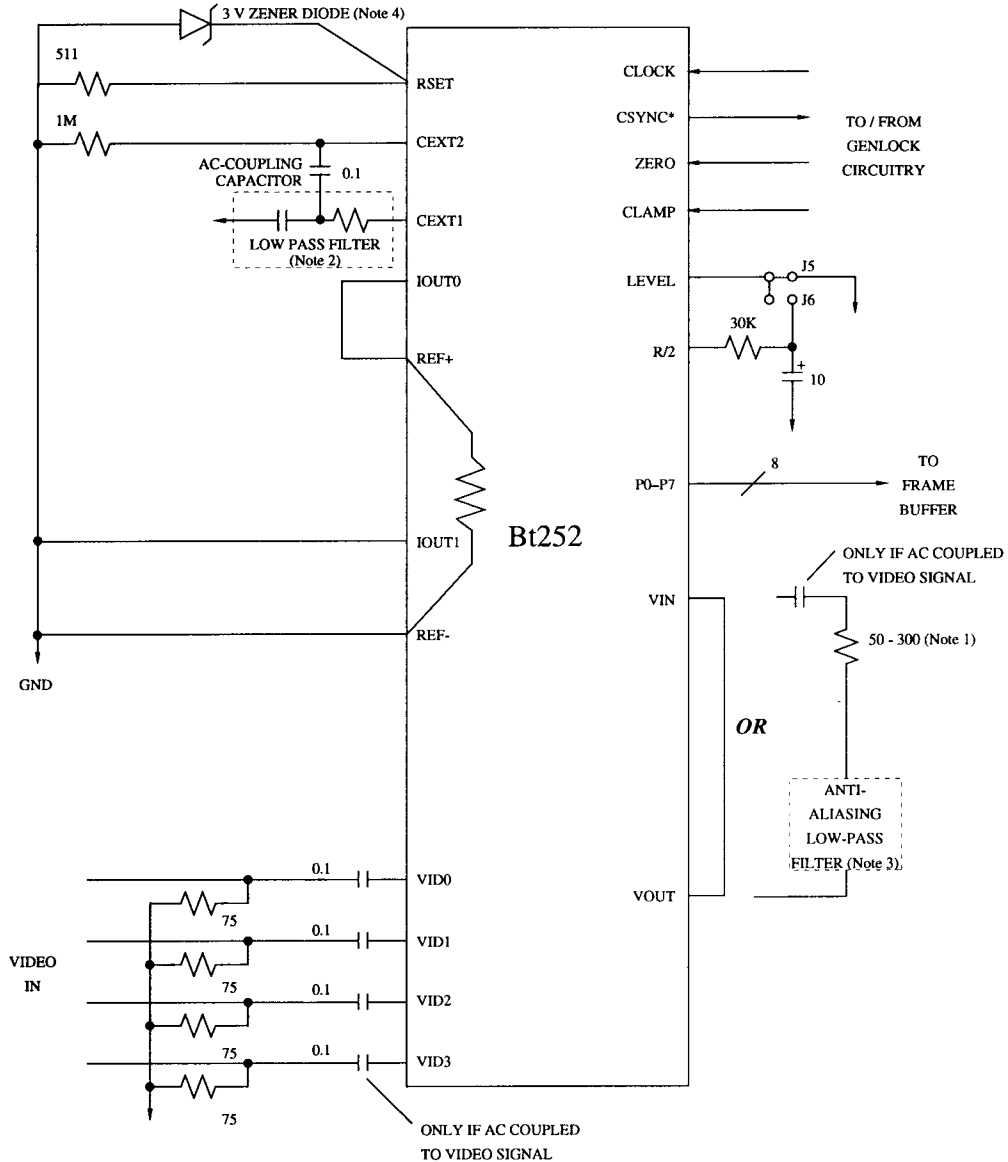 3 V ZENER DIODE (Note 4)
511
RSET
1M
CEXT2
AC-COUPLING
CAPACITOR
0.1
CEXT1
LOW PASS FILTER
(Note 2)
IOUT0
REF+
IOUT1
REF-
GND
Bt252
CLOCK
CSYNC*
ZERO
CLAMP
TO / FROM
GENLOCK
CIRCUITRY
LEVEL
J5
J6
30K
R/2
+
10
P0–P7
8
TO
FRAME
BUFFER
ONLY IF AC COUPLED
TO VIDEO SIGNAL
VIN
50 - 300 (Note 1)
OR
ANTI-
ALIASING
LOW-PASS
FILTER (Note 3)
VOUT
VIDEO
IN
0.1
VID0
75
0.1
VID1
75
0.1
VID2
75
0.1
VID3
75
ONLY IF AC COUPLED
TO VIDEO SIGNAL